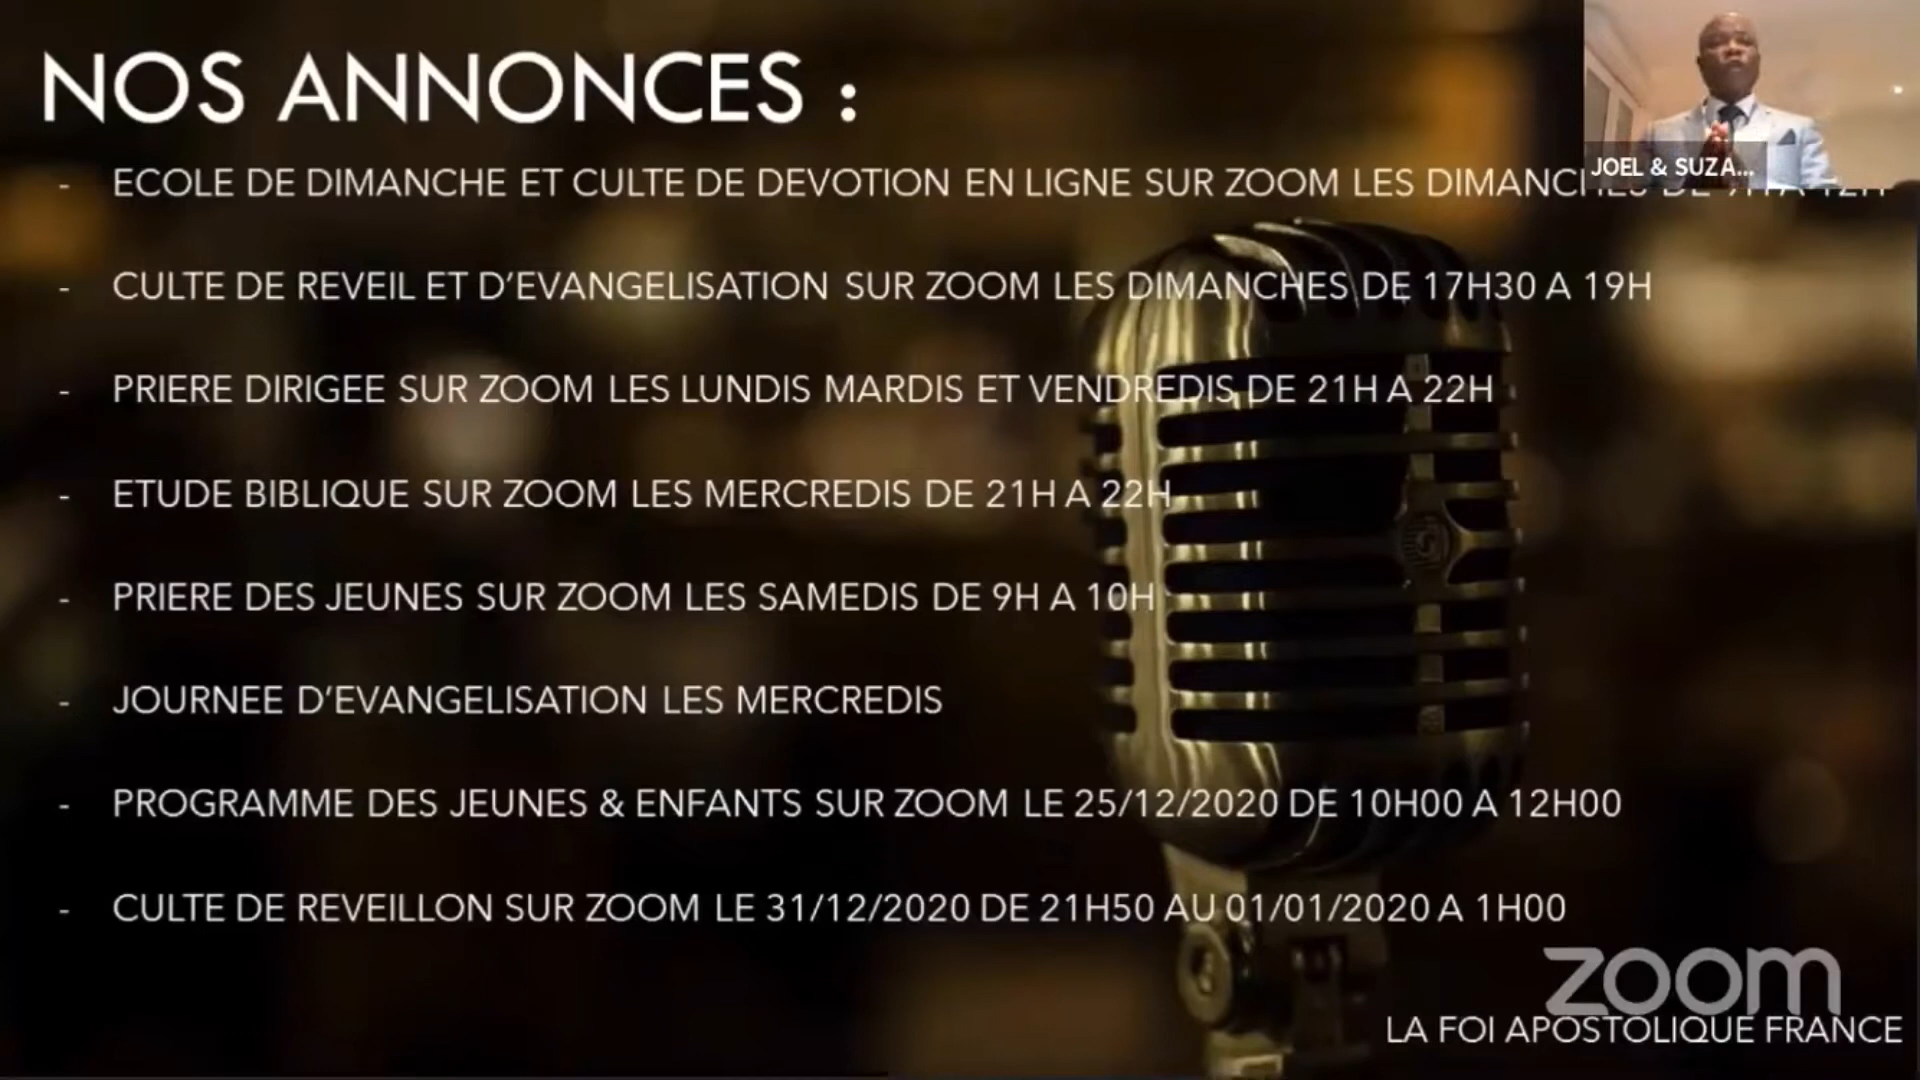 NOS ANNONCES :
JOEL & SUZA...
- ECOLE DE DIMANCHE ET CULTE DE DEVOTION EN LIGNE SUR ZOOM LES DIMANCHES DE 9H A 12H
- CULTE DE REVEIL ET D’EVANGELISATION SUR ZOOM LES DIMANCHES DE 17H30 A 19H
- PRIERE DIRIGEE SUR ZOOM LES LUNDIS MARDIS ET VENDREDIS DE 21H A 22H
- ETUDE BIBLIQUE SUR ZOOM LES MERCREDIS DE 21H A 22H
- PRIERE DES JEUNES SUR ZOOM LES SAMEDIS DE 9H A 10H
- JOURNEE D’EVANGELISATION LES MERCREDIS
- PROGRAMME DES JEUNES & ENFANTS SUR ZOOM LE 25/12/2020 DE 10H00 A 12H00
- CULTE DE REVEILLON SUR ZOOM LE 31/12/2020 DE 21H50 AU 01/01/2020 A 1H00
zoom
LA FOI APOSTOLIQUE FRANCE